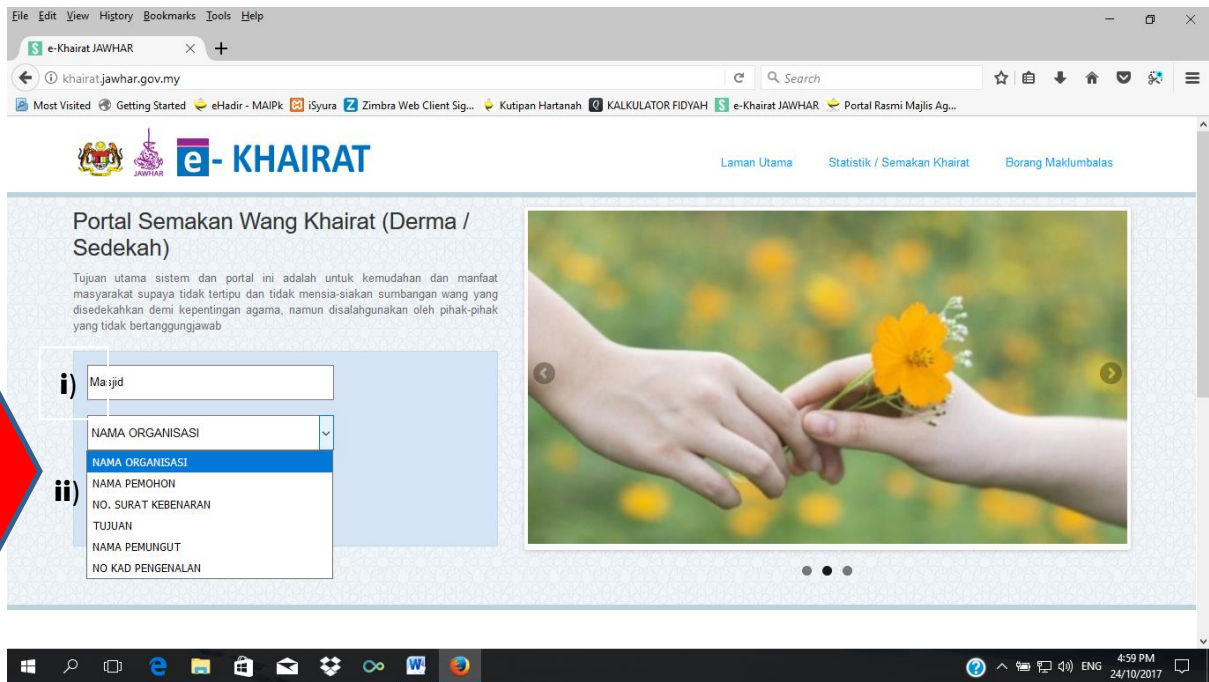 File Edit View History Bookmarks Tools Help
e-Khairat JAWHAR
khairat.jawhar.gov.my
Search
Most Visited Getting Started eHadir - MAIPk iSyura Zimbra Web Client Sig... Kutipan Hartanah KALKULATOR FIDYAH e-Khairat JAWHAR Portal Rasmi Majlis Ag...
JAWHAR
e - KHAIRAT
Laman Utama Statistik / Semakan Khairat Borang Maklumbalas
Portal Semakan Wang Khairat (Derma /
Sedekah)
Tujuan utama sistem dan portal ini adalah untuk kemudahan dan manfaat
masyarakat supaya tidak tertipu dan tidak mensia-siakan sumbangan wang yang
disedekahkan demi kepentingan agama, namun disalahgunakan oleh pihak-pihak
yang tidak bertanggungjawab
i) Masjid
NAMA ORGANISASI
NAMA ORGANISASI
ii) NAMA PEMOHON
NO. SURAT KEBENARAN
TUJUAN
NAMA PEMUNGUT
NO KAD PENGENALAN
ENG 4:59 PM
24/10/2017